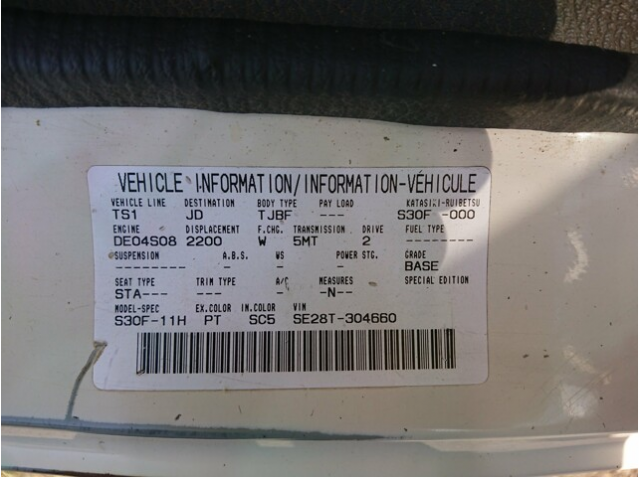 VEHICLE INFORMATION/INFORMATION-VÉHICULE
VEHICLE LINE DESTINATION BODY TYPE PAY LOAD KATASIKI-RUIBETSU
TS1 JD TJBF --- S30F -000
ENGINE DISPLACEMENT F.CHG. TRANSMISSION DRIVE FUEL TYPE
DE04S08 2200 W 5MT 2 -------
SUSPENSION A.B.S. WS POWER STG. GRADE
-------- - -- - BASE
SEAT TYPE TRIM TYPE A/C MEASURES SPECIAL EDITION
STA--- --- - -N--
MODEL-SPEC EX.COLOR IN.COLOR VIN
S30F-11H PT SC5 SE28T-304660